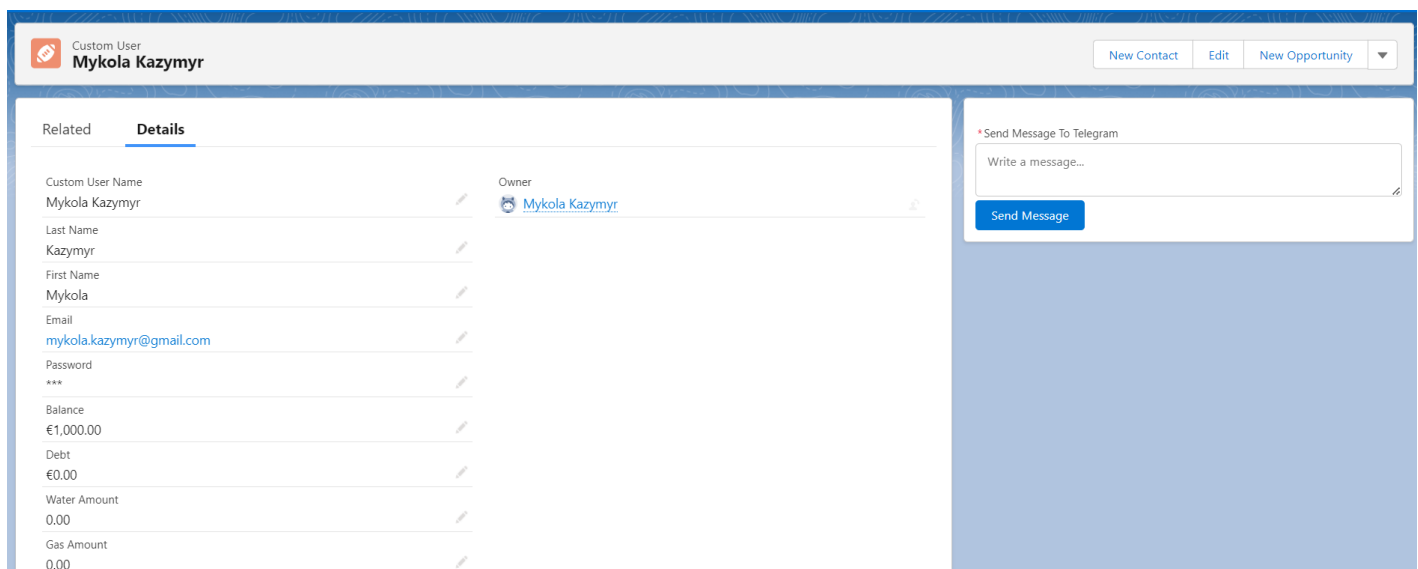 Custom User
Mykola Kazymyr
New Contact
Edit
New Opportunity
Related
Details
Custom User Name
Mykola Kazymyr
Last Name
Kazymyr
First Name
Mykola
Email
mykola.kazymyr@gmail.com
Password
***
Balance
€1,000.00
Debt
€0.00
Water Amount
0.00
Gas Amount
0.00
Owner
Mykola Kazymyr
*Send Message To Telegram
Write a message...
Send Message